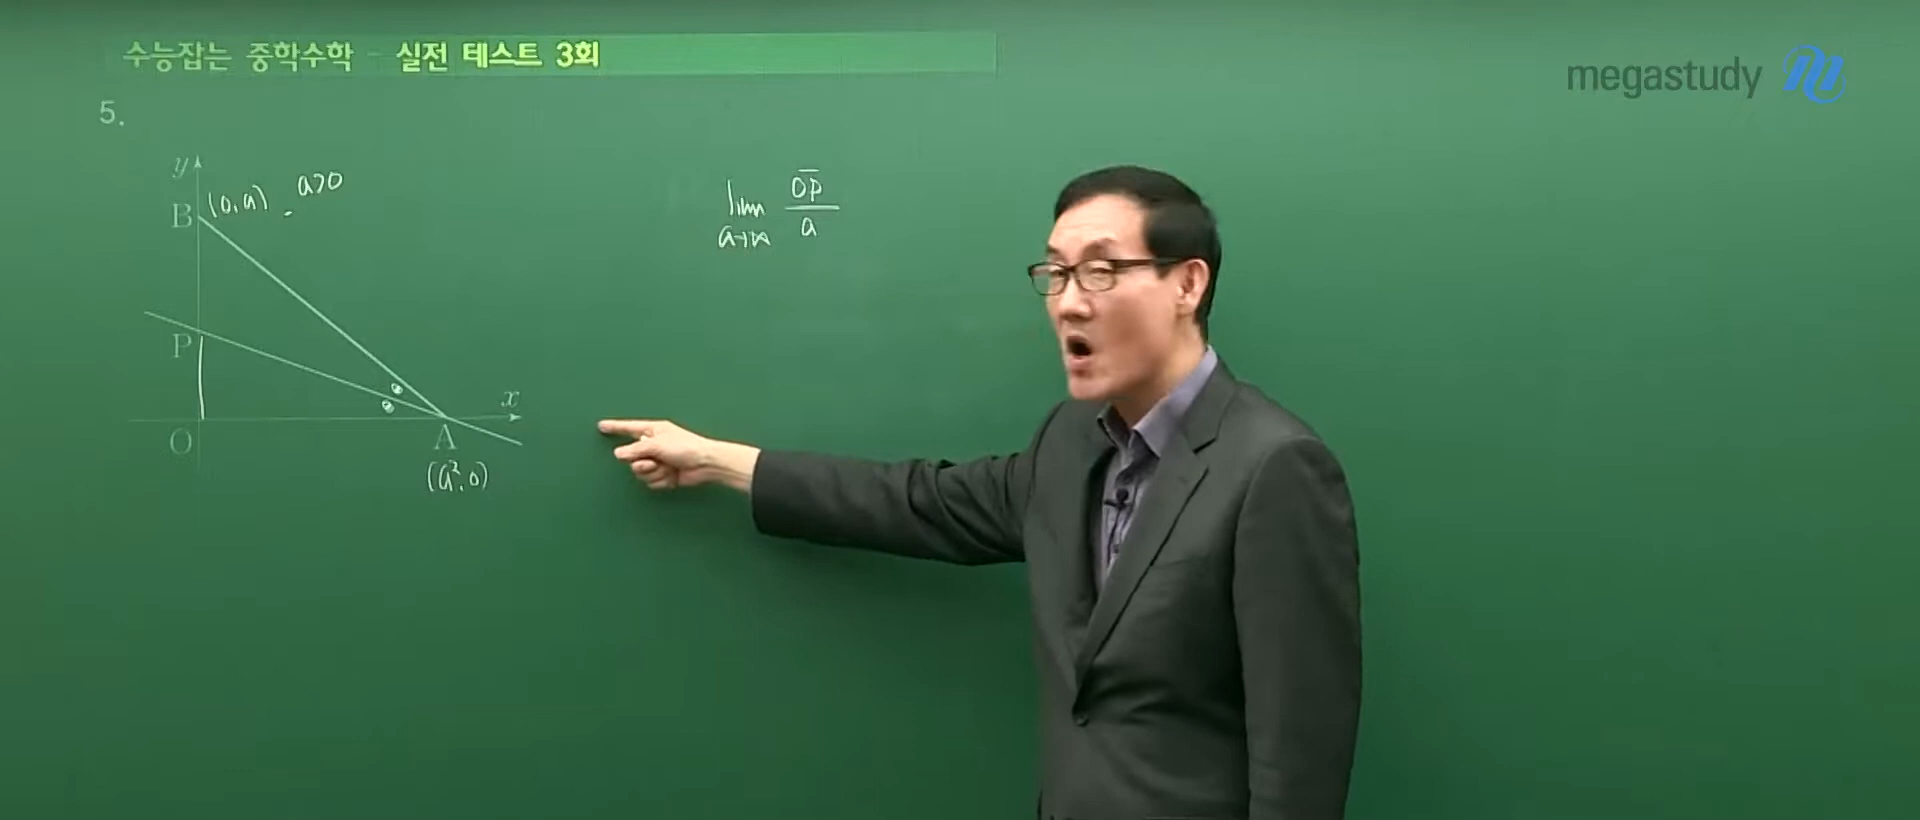 수능잡는 중학수학 - 실전 테스트 3회
megastudy
5.
y
B (0, a) . a>0
lim a→∞ OP̅/a
P
x
O
A
(a², 0)